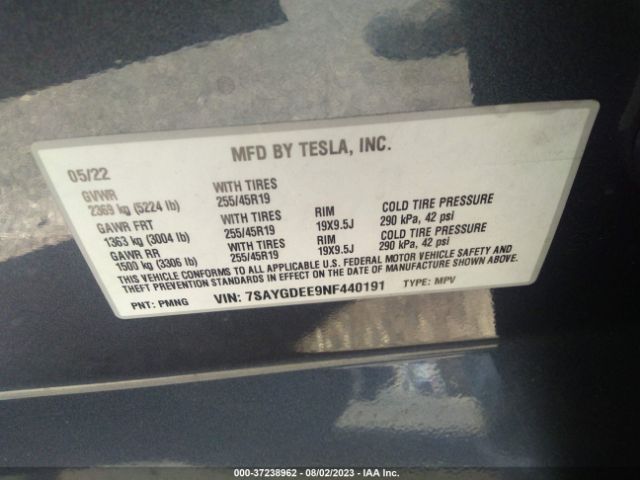 MFD BY TESLA, INC.
05/22
GVWR
2369 kg (5224 lb) WITH TIRES 255/45R19
GAWR FRT
1363 kg (3004 lb) WITH TIRES 255/45R19 RIM 19X9.5J COLD TIRE PRESSURE 290 kPa, 42 psi
GAWR RR
1500 kg (3306 lb) WITH TIRES 255/45R19 RIM 19X9.5J COLD TIRE PRESSURE 290 kPa, 42 psi
THIS VEHICLE CONFORMS TO ALL APPLICABLE U.S. FEDERAL MOTOR VEHICLE SAFETY AND
THEFT PREVENTION STANDARDS IN EFFECT ON THE DATE OF MANUFACTURE SHOWN ABOVE.
PNT: PMNG VIN: 7SAYGDEE9NF440191 TYPE: MPV
000-37238962 - 08/02/2023 - IAA Inc.